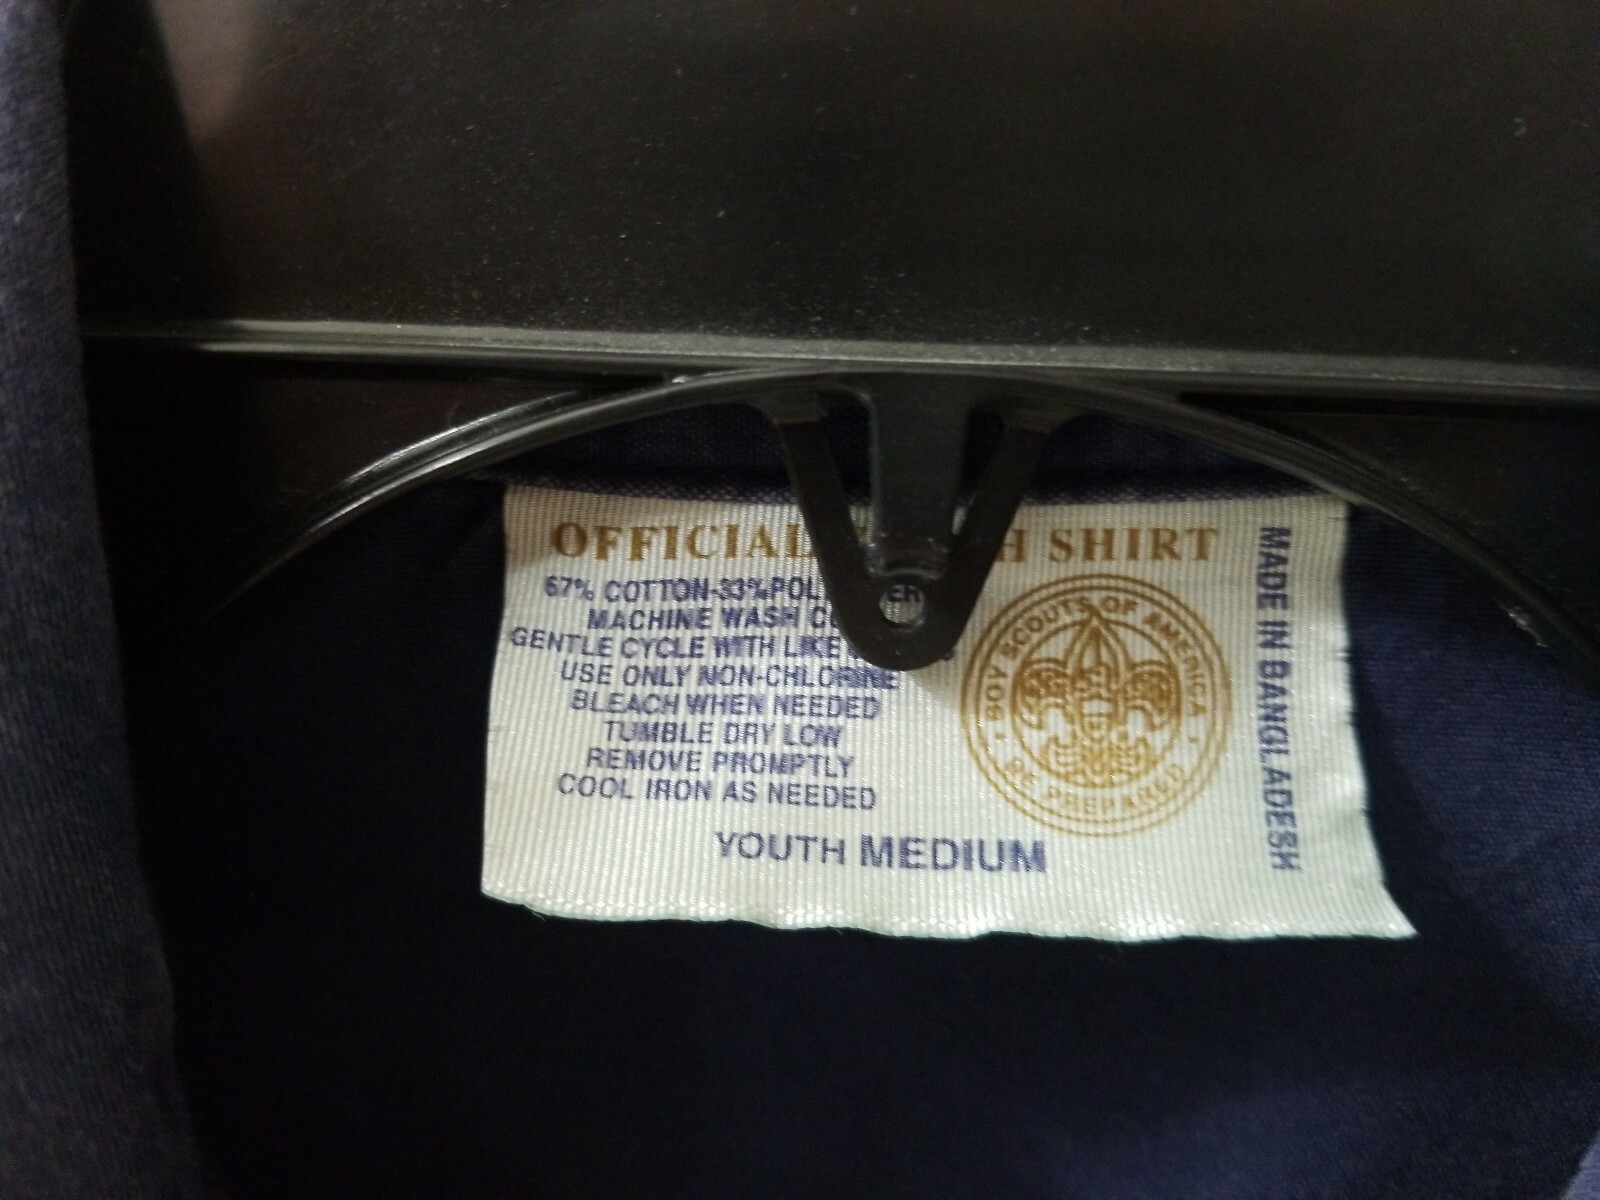 OFFICIAL SHIRT
67% COTTON-33%
MACHINE WASH
GENTLE CYCLE WITH LIKE
USE ONLY NON-CHLORINE
BLEACH WHEN NEEDED
TUMBLE DRY LOW
REMOVE PROMPTLY
COOL IRON AS NEEDED
YOUTH MEDIUM
BOY SCOUTS OF AMERICA
BE PREPARED
MADE IN BANGLADESH